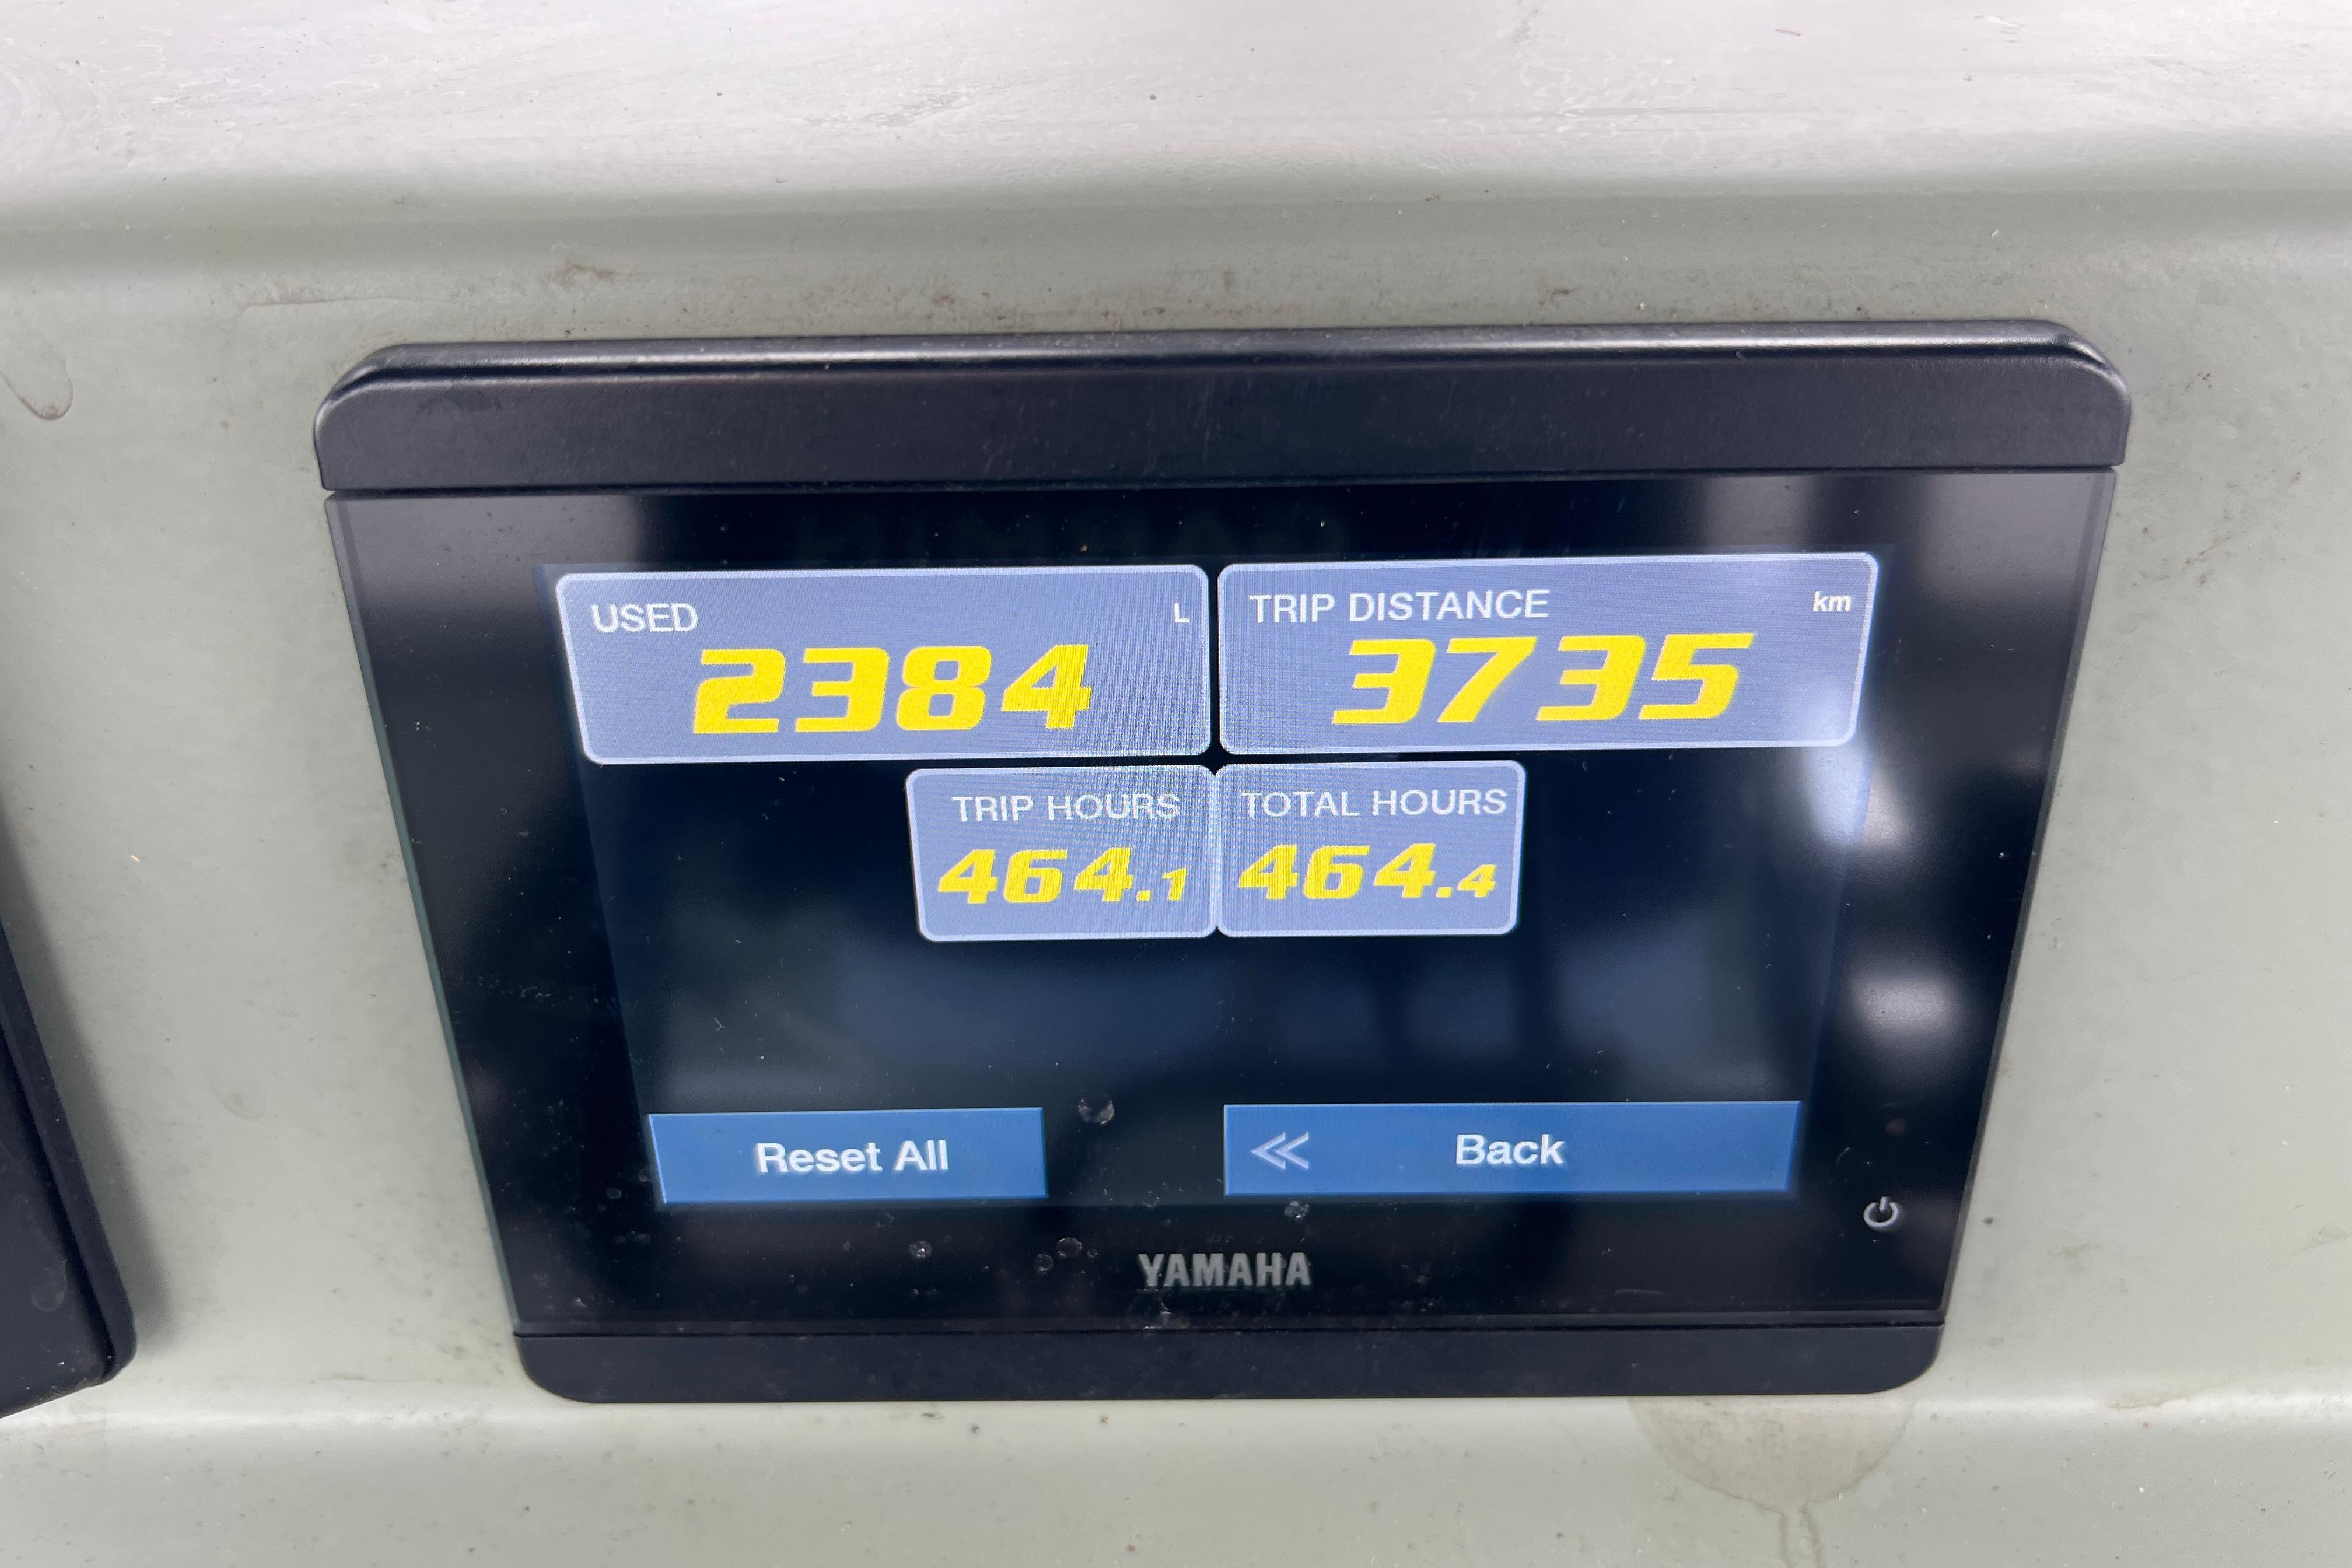 USED L
2384
TRIP DISTANCE km
3735
TRIP HOURS
464.1
TOTAL HOURS
464.4
Reset All
Back
YAMAHA